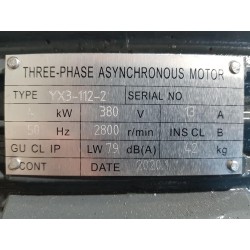 THREE-PHASE ASYNCHRONOUS MOTOR
TYPE YX3-112-2 SERIAL NO.
kW 380 V A
50 Hz 2800 r/min INS CL B
GU CL IP LW 79 dB(A) 42 kg
CONT DATE 2020